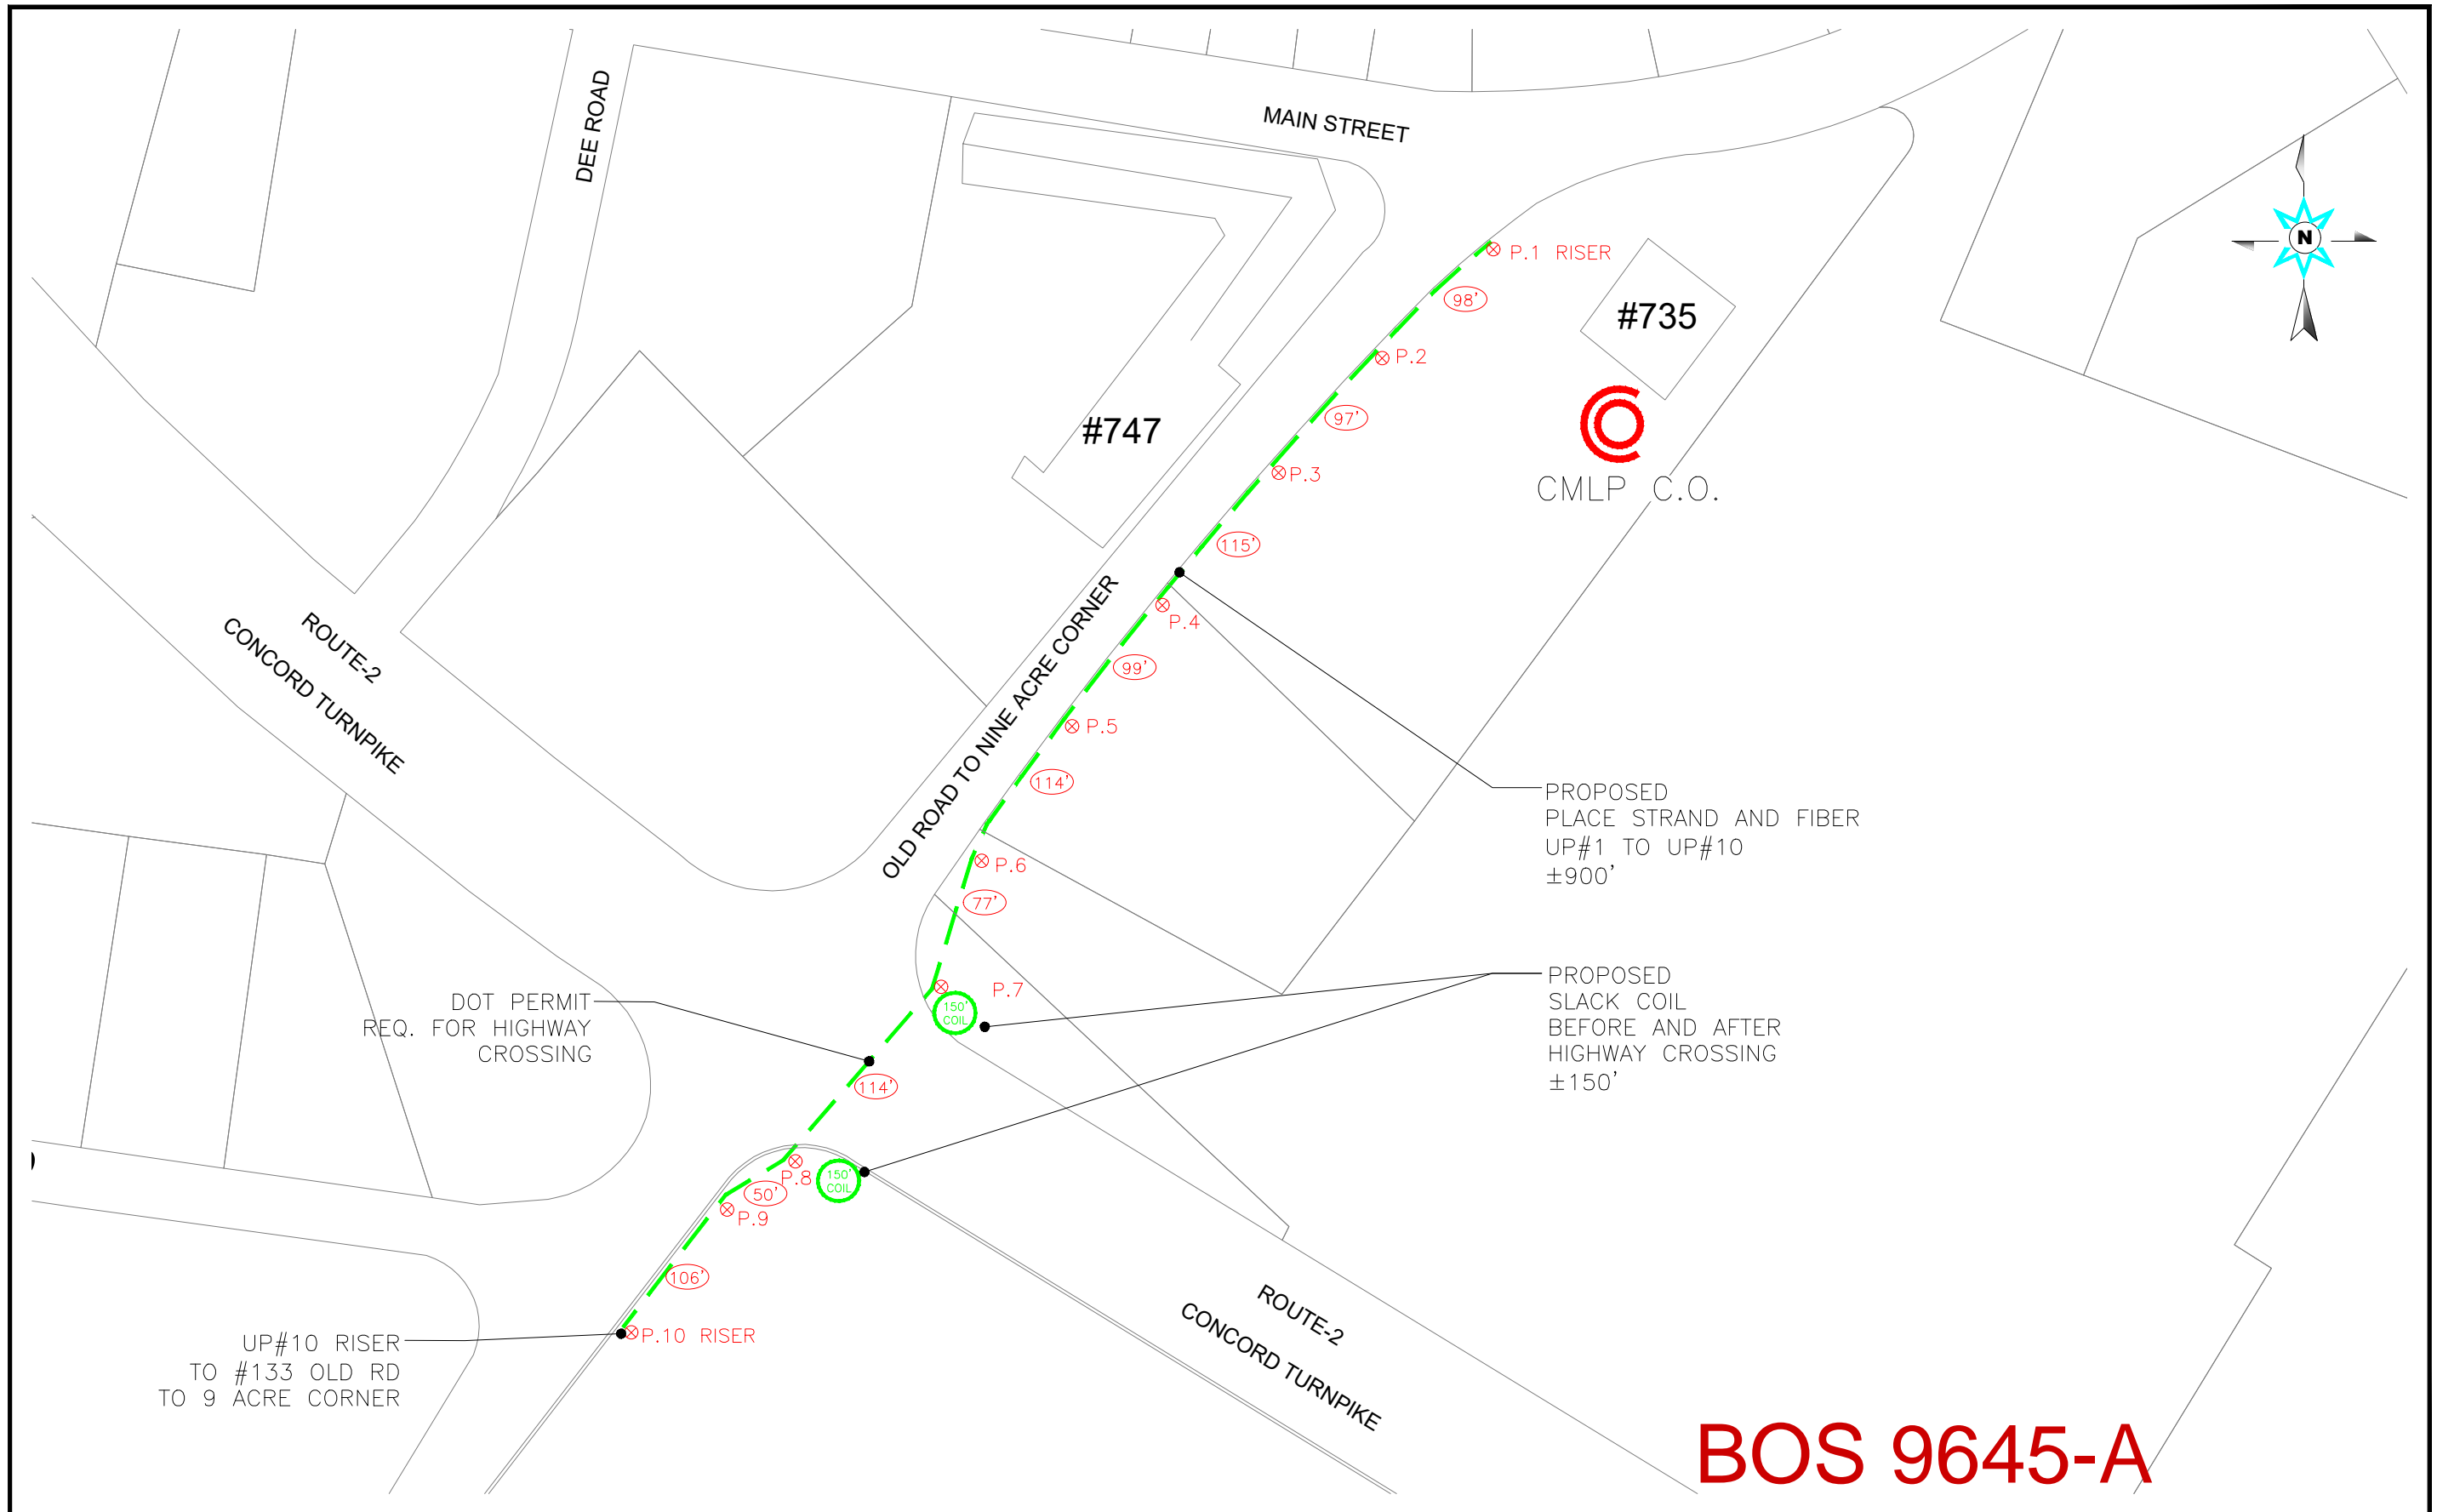 DEE ROAD
MAIN STREET
N
P.1 RISER
98'
#735
P.2
97'
#747
P.3
CMLP C.O.
115'
P.4
ROUTE-2
CONCORD TURNPIKE
OLD ROAD TO NINE ACRE CORNER
99'
P.5
114'
PROPOSED
PLACE STRAND AND FIBER
UP#1 TO UP#10
±900'
P.6
77'
P.7
150'
COIL
DOT PERMIT
REQ. FOR HIGHWAY
CROSSING
PROPOSED
SLACK COIL
BEFORE AND AFTER
HIGHWAY CROSSING
±150'
114'
P.8
150'
COIL
50'
P.9
106'
P.10 RISER
UP#10 RISER
TO #133 OLD RD
TO 9 ACRE CORNER
ROUTE-2
CONCORD TURNPIKE
BOS 9645-A